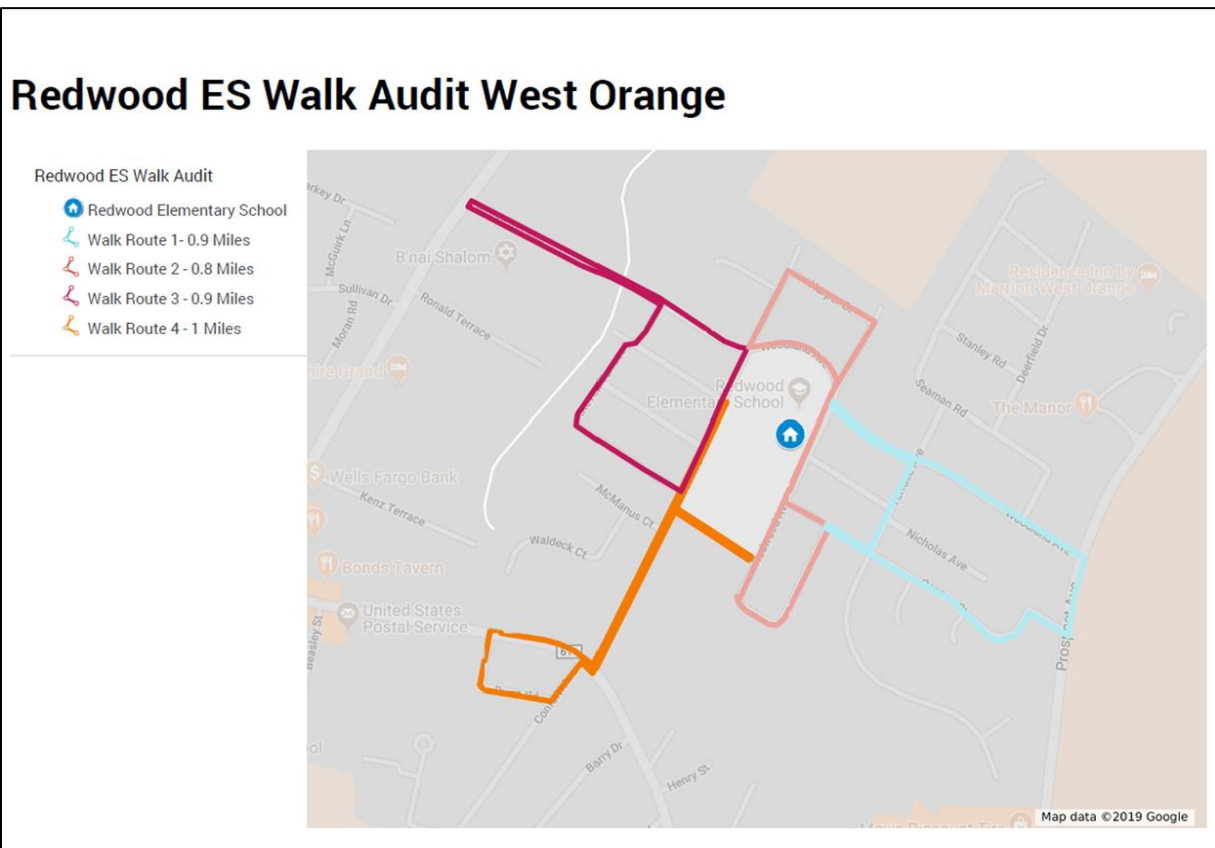 Redwood ES Walk Audit West Orange
Redwood ES Walk Audit
Redwood Elementary School
Walk Route 1- 0.9 Miles
Walk Route 2 - 0.8 Miles
Walk Route 3 - 0.9 Miles
Walk Route 4 - 1 Miles
McGuirk Ln
B'nai Shalom
Sullivan Dr
Moran Rd
Ronald Terrace
Residence Inn by
Marriott West Orange
Stanley Rd
Deerfield Dr
Seaman Rd
The Manor
Redwood
Elementary School
Wells Fargo Bank
Kenz Terrace
McManus Ct
Waldeck Ct
Nicholas Ave
Bonds Tavern
United States
Postal Service
Beasley St
Barry Dr
Henry St
Map data ©2019 Google